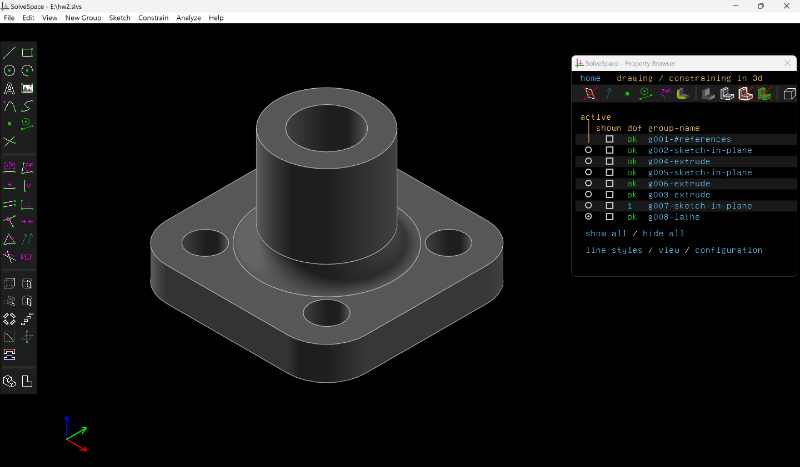 SolveSpace - E:\hw2.slvs
File Edit View New Group Sketch Constrain Analyze Help
SolveSpace - Property Browser
home drawing / constraining in 3d
active
shown dof group-name
ok g001-#references
ok g002-sketch-in-plane
ok g004-extrude
ok g005-sketch-in-plane
ok g006-extrude
ok g003-extrude
1 g007-sketch-in-plane
ok g008-lathe
show all / hide all
line styles / view / configuration
REF